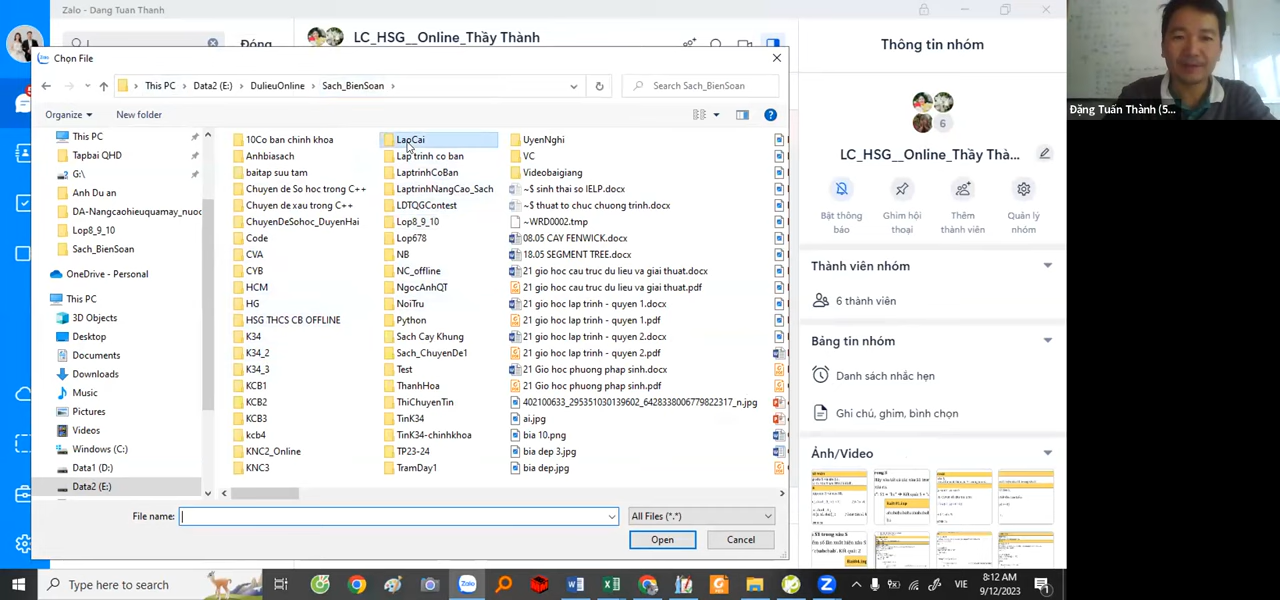 Zalo - Dang Tuan Thanh
Đóng
LC_HSG__Online_Thầy Thành
Chọn File
This PC > Data2 (E:) > DulieuOnline > Sach_BienSoan >
Search Sach_BienSoan
Organize
New folder
This PC
Tapbai QHD
G:\
Anh Du an
DA-Nangcaohieuquamay_nuoc
Lop8_9_10
Sach_BienSoan
OneDrive - Personal
This PC
3D Objects
Desktop
Documents
Downloads
Music
Pictures
Videos
Windows (C:)
Data1 (D:)
Data2 (E:)
10Co ban chinh khoa
Anhbiasach
baitap suu tam
Chuyen de So hoc trong C++
Chuyen de xau trong C++
ChuyenDeSohoc_DuyenHai
Code
CVA
CYB
HCM
HG
HSG THCS CB OFFLINE
K34
K34_2
K34_3
KCB1
KCB2
KCB3
kcb4
KNC2_Online
KNC3
LaoCai
Lap trinh co ban
LaptrinhCoBan
LaptrinhNangCao_Sach
LDTQGContest
Lop8_9_10
Lop678
NB
NC_offline
NgocAnhQT
NoiTru
Python
Sach Cay Khung
Sach_ChuyenDe1
Test
ThanhHoa
ThiChuyenTin
TinK34
TinK34-chinhkhoa
TP23-24
TramDay1
UyenNghi
VC
Videobaigiang
~$ sinh thai so IELP.docx
~$ thuat to chuc chuong trinh.docx
~WRD0002.tmp
08.05 CAY FENWICK.docx
18.05 SEGMENT TREE.docx
21 gio hoc cau truc du lieu va giai thuat.docx
21 gio hoc cau truc du lieu va giai thuat.pdf
21 gio hoc lap trinh - quyen 1.docx
21 gio hoc lap trinh - quyen 1.pdf
21 gio hoc lap trinh - quyen 2.docx
21 gio hoc lap trinh - quyen 2.pdf
21 Gio hoc phuong phap sinh.docx
21 Gio hoc phuong phap sinh.pdf
402100633_295351030139602_6428338006779822317_n.jpg
ai.jpg
bia 10.png
bia dep 3.jpg
bia dep.jpg
File name:
All Files (*.*)
Open
Cancel
Thông tin nhóm
6
LC_HSG__Online_Thầy Thà...
Bật thông báo
Ghim hội thoại
Thêm thành viên
Quản lý nhóm
Thành viên nhóm
6 thành viên
Bảng tin nhóm
Danh sách nhắc hẹn
Ghi chú, ghim, bình chọn
Ảnh/Video
Đặng Tuấn Thành (5...
Type here to search
VIE
8:12 AM
9/12/2023
1